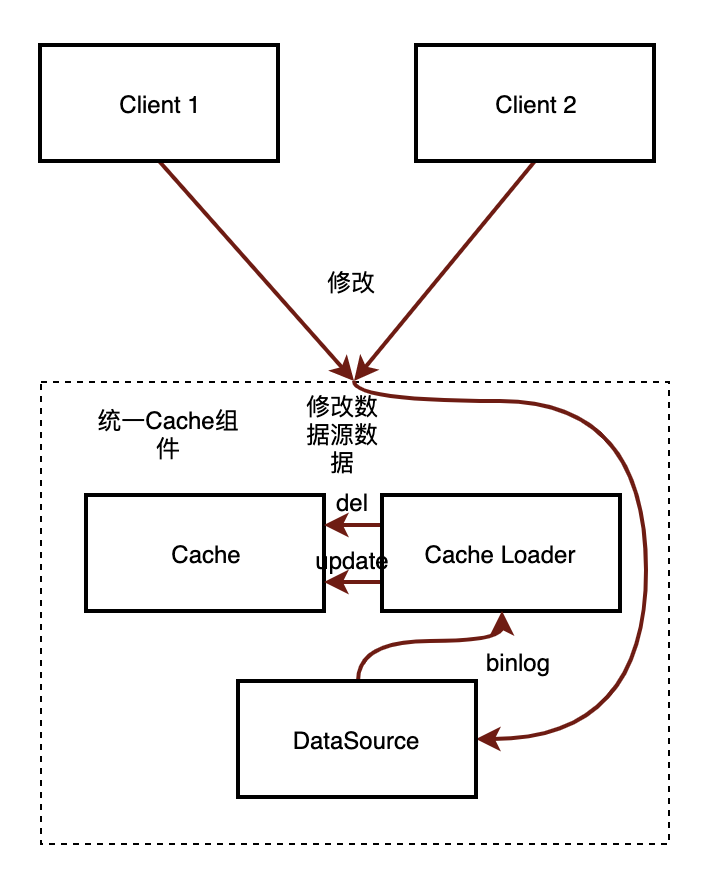 Client 1
Client 2
修改
统一Cache组
件
修改数
据源数
据
del
Cache
update
Cache Loader
binlog
DataSource